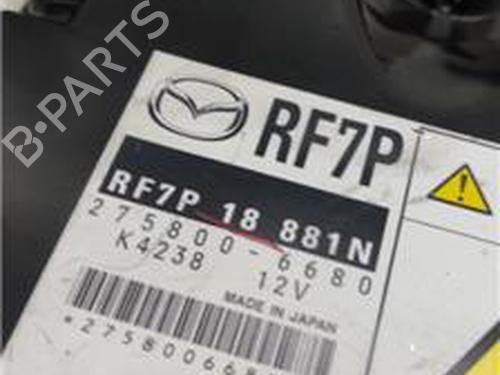 B-PARTS
RF7P
RF7P 18 881N
275800-6680
K4238 12V
MADE IN JAPAN